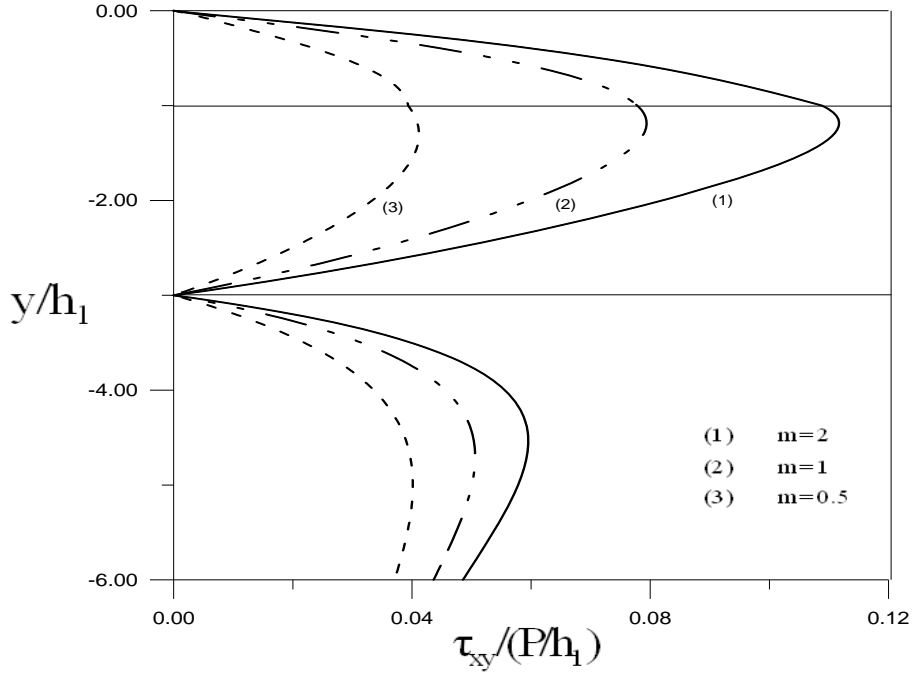 0.00
-2.00
y/h1
-4.00
-6.00
(3)
(2)
(1)
(1) m=2
(2) m=1
(3) m=0.5
0.00
0.04
0.08
0.12
τxy/(P/h1)